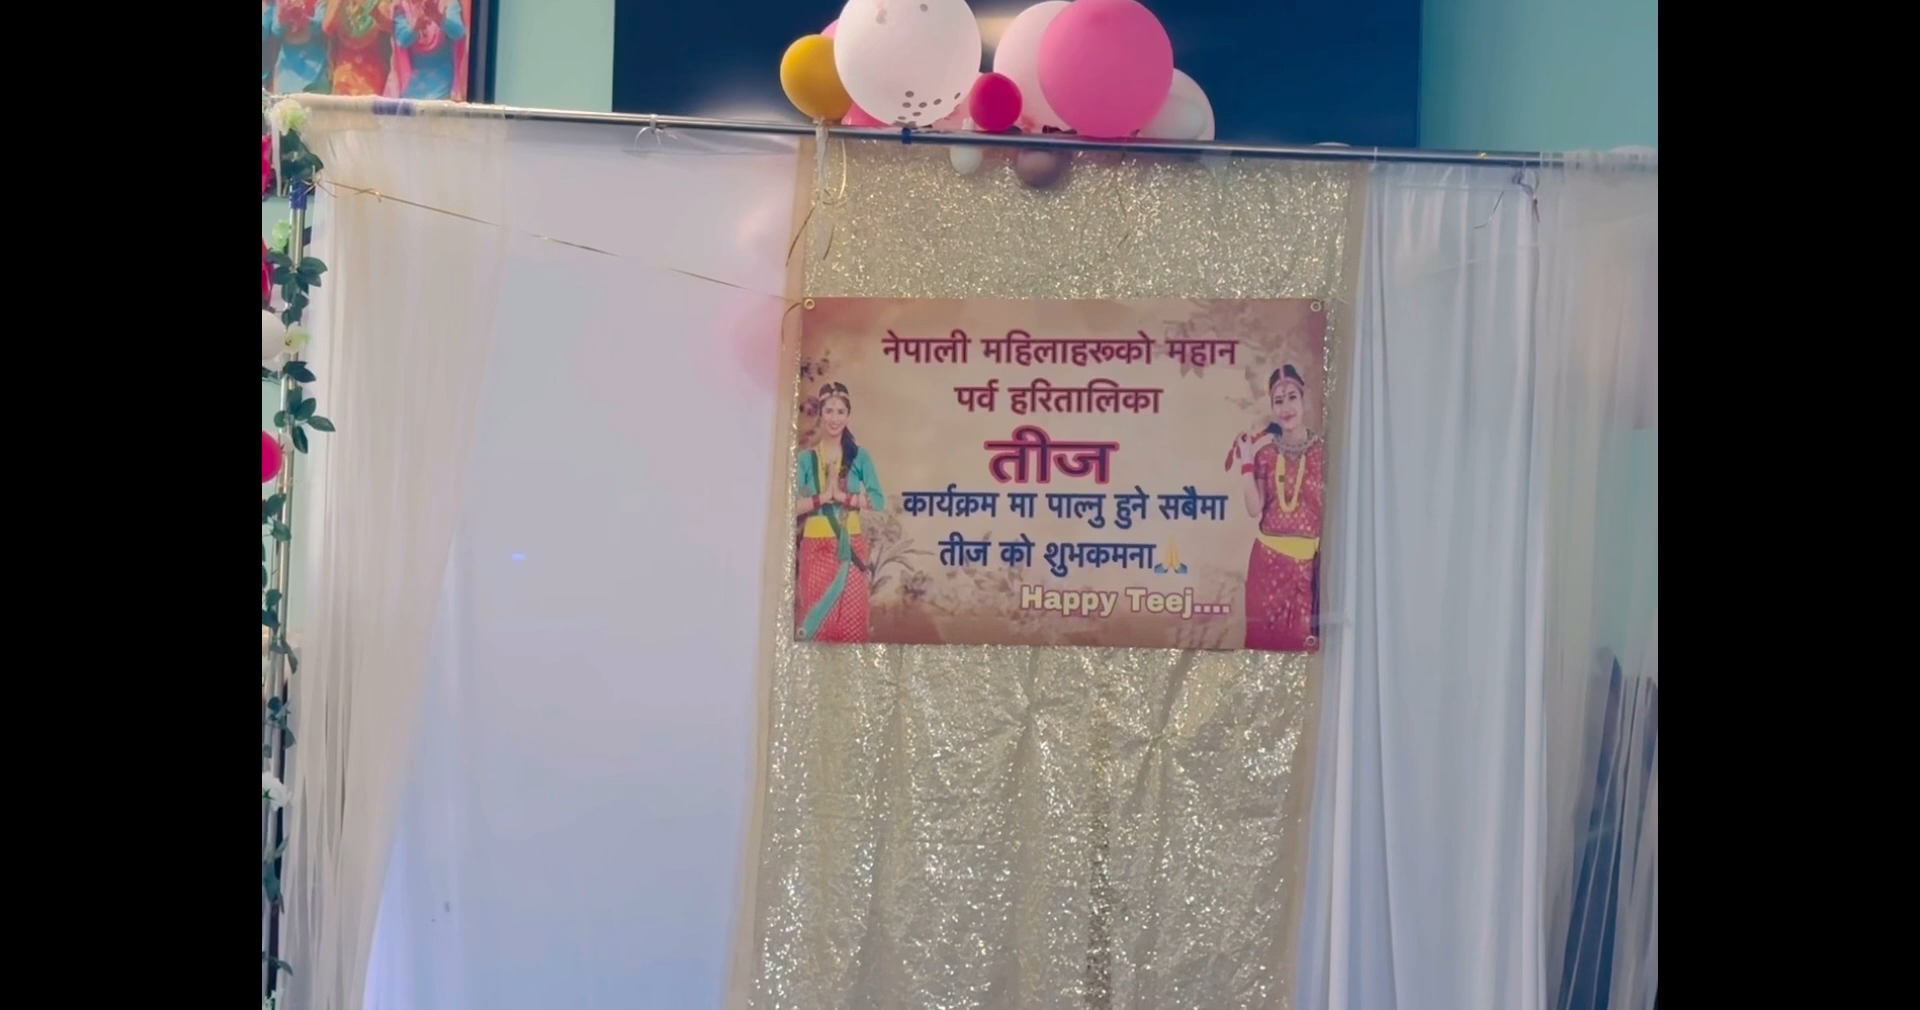 नेपाली महिलाहरूको महान
पर्व हरितालिका
तीज
कार्यक्रम मा पाल्नु हुने सबैमा
तीज को शुभकमना🙏
Happy Teej....